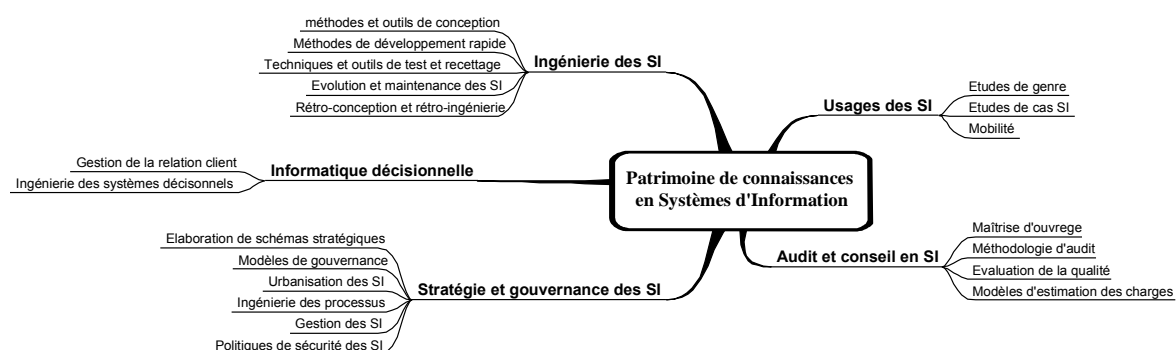 méthodes et outils de conception
Méthodes de développement rapide
Techniques et outils de test et recettage
Evolution et maintenance des SI
Rétro-conception et rétro-ingénierie
Ingénierie des SI
Usages des SI
Etudes de genre
Etudes de cas SI
Mobilité
Gestion de la relation client
Ingénierie des systèmes décisonnels
Informatique décisionnelle
Patrimoine de connaissances
en Systèmes d'Information
Audit et conseil en SI
Maîtrise d'ouvrege
Méthodologie d'audit
Evaluation de la qualité
Modèles d'estimation des charges
Elaboration de schémas stratégiques
Modèles de gouvernance
Urbanisation des SI
Ingénierie des processus
Gestion des SI
Politiques de sécurité des SI
Stratégie et gouvernance des SI